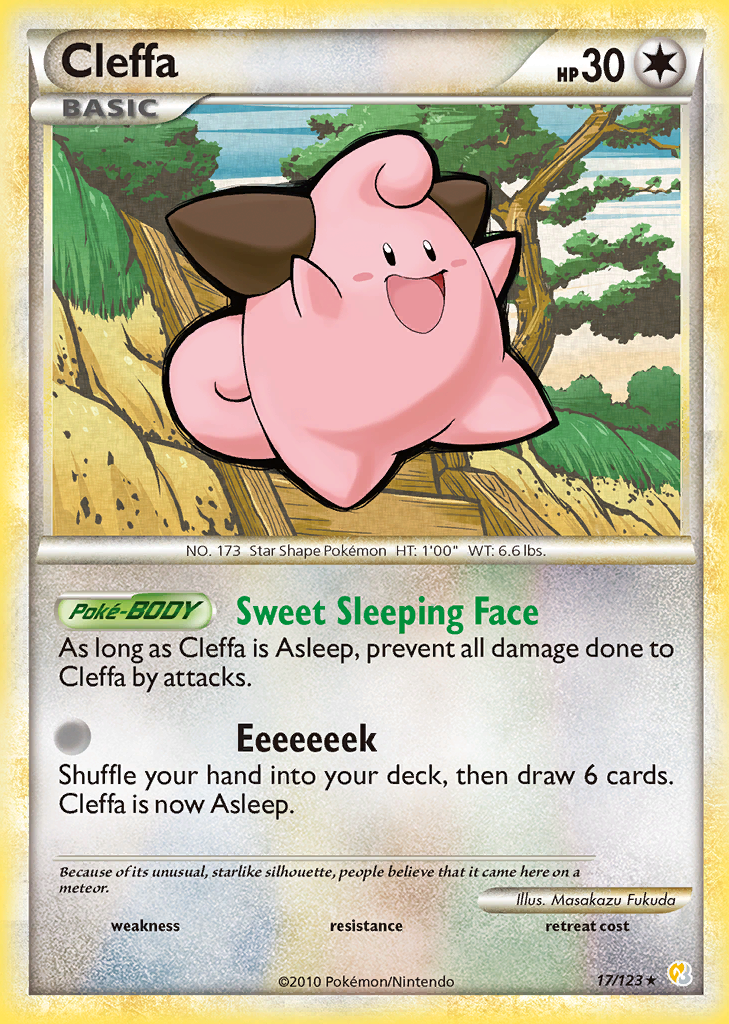 Cleffa HP 30
BASIC
NO. 173 Star Shape Pokémon HT: 1'00" WT: 6.6 lbs.
Poké-BODY Sweet Sleeping Face
As long as Cleffa is Asleep, prevent all damage done to
Cleffa by attacks.
Eeeeeeek
Shuffle your hand into your deck, then draw 6 cards.
Cleffa is now Asleep.
Because of its unusual, starlike silhouette, people believe that it came here on a
meteor.
Illus. Masakazu Fukuda
weakness resistance retreat cost
©2010 Pokémon/Nintendo 17/123★